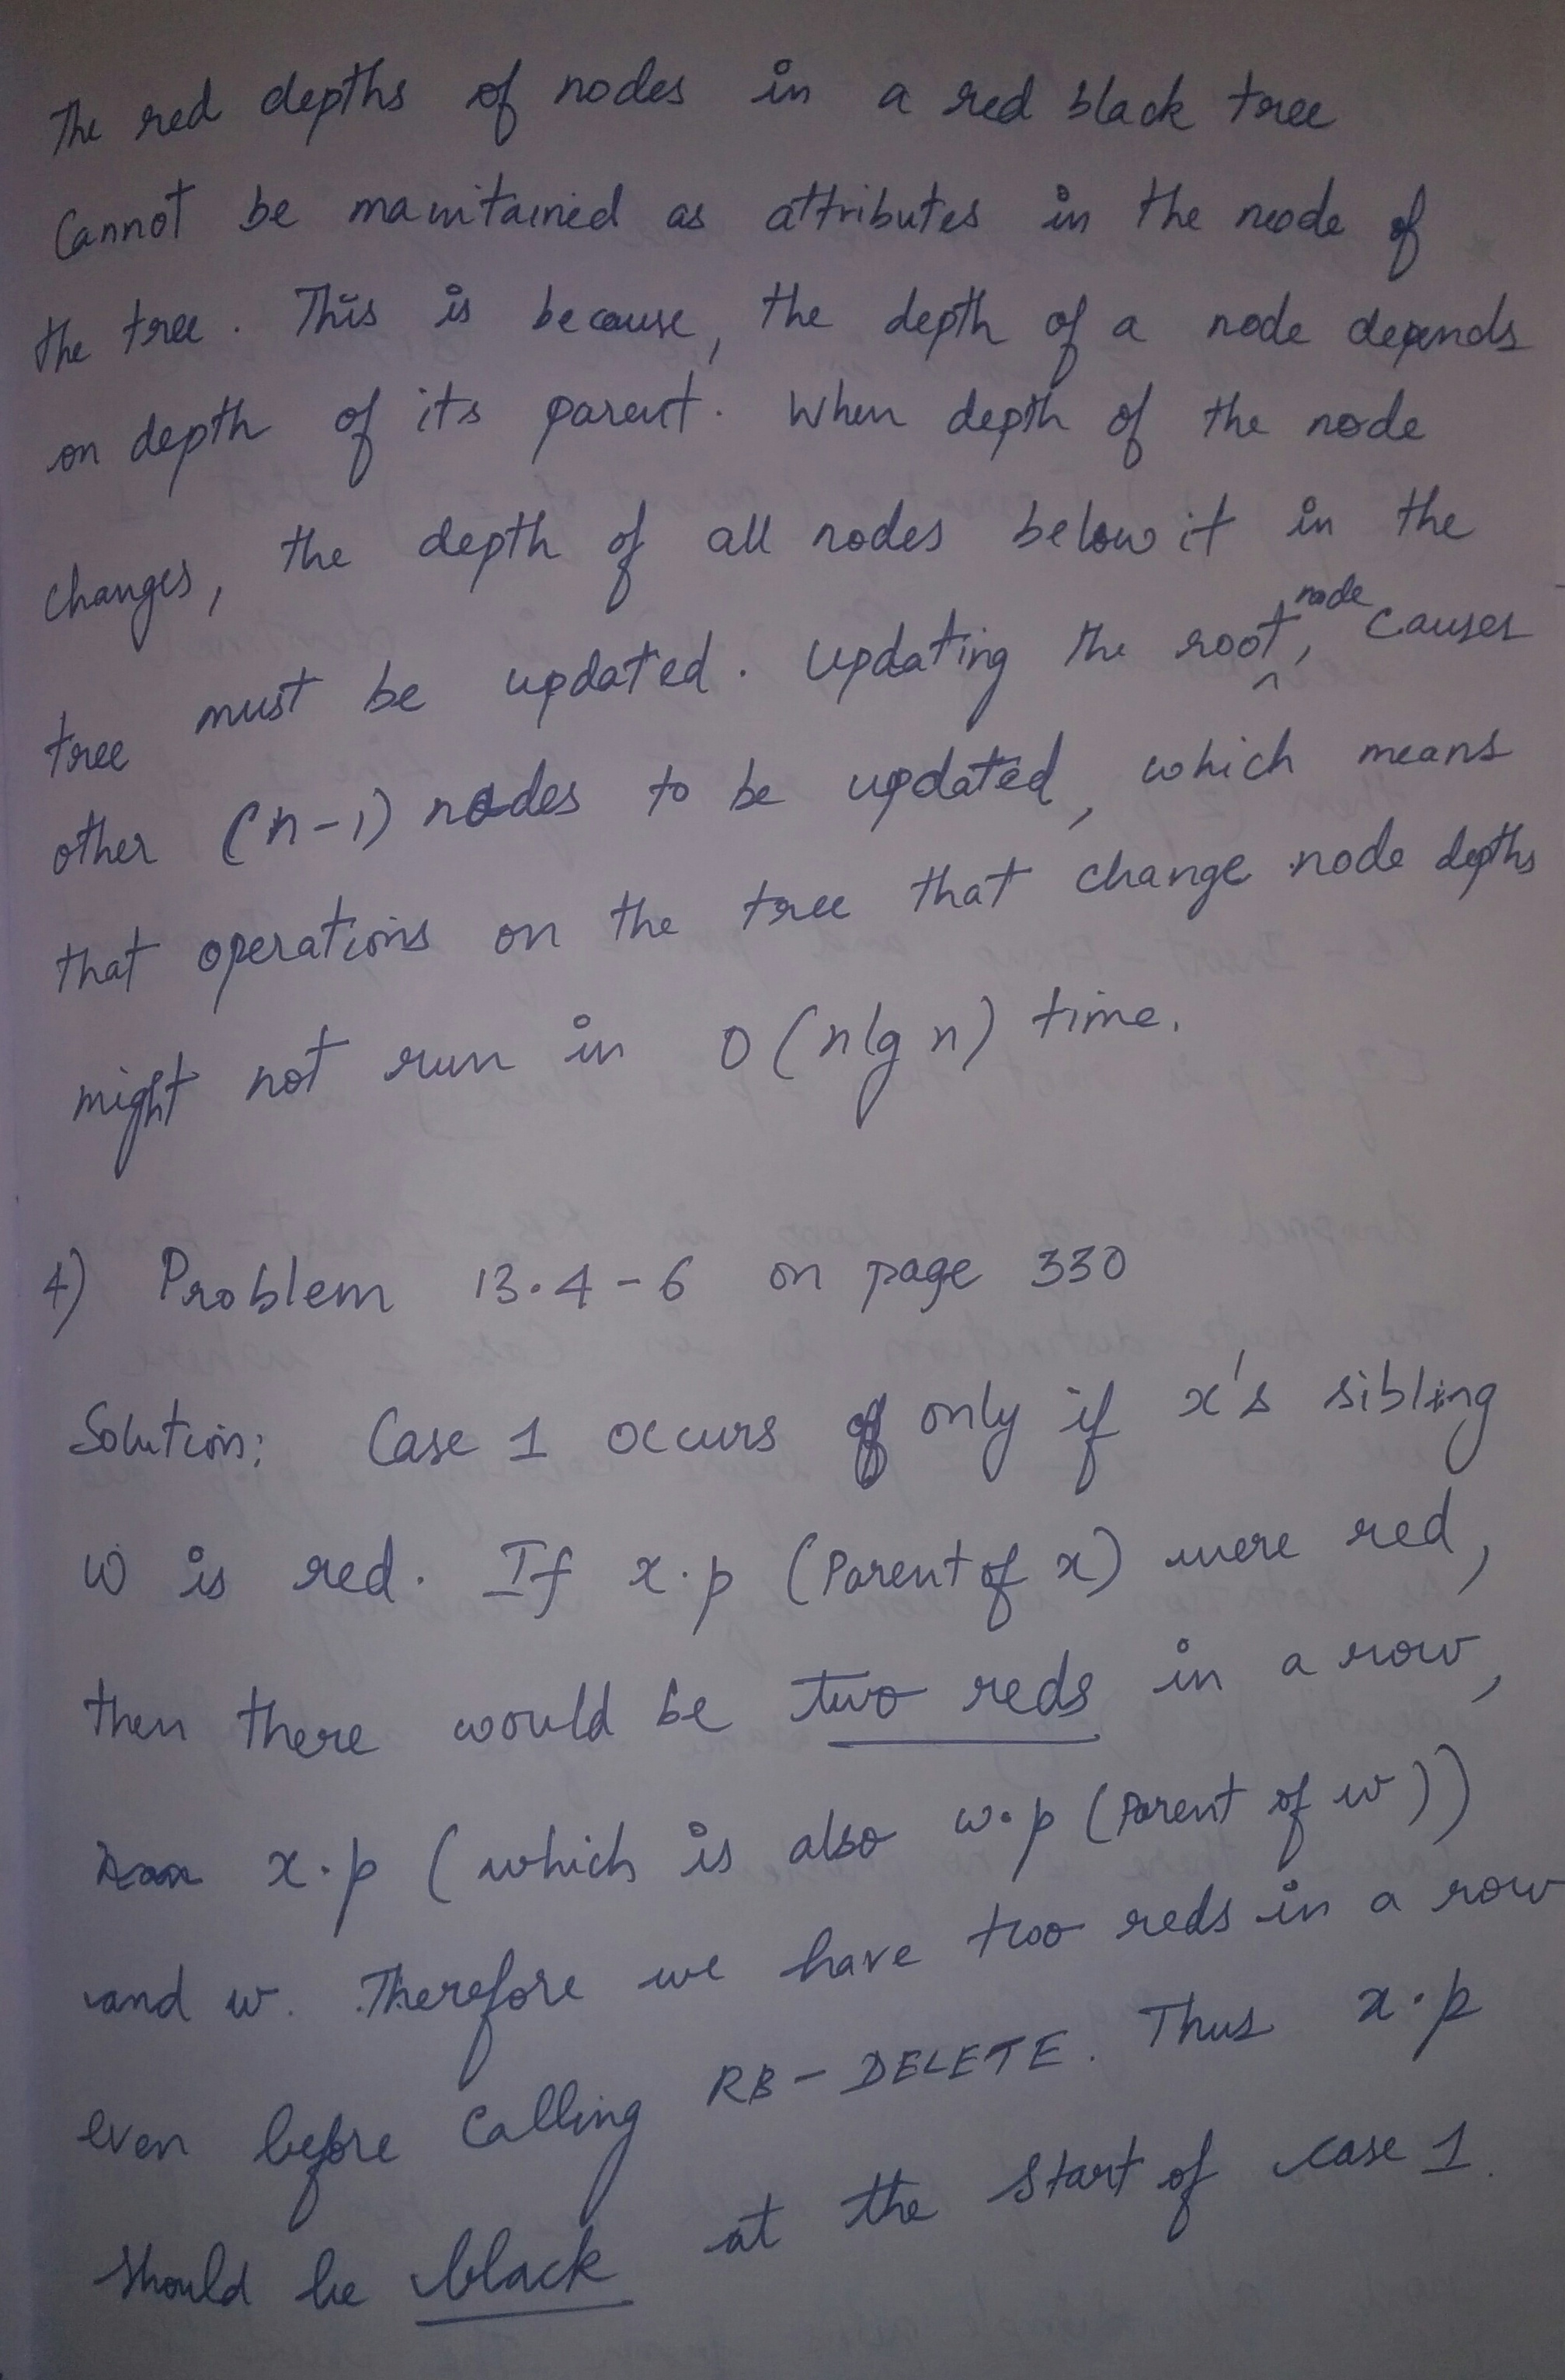 The red depths of nodes in a red black tree
Cannot be maintained as attributes in the node of
the tree. This is because, the depth of a node depends
on depth of its parent. When depth of the node
changes, the depth of all nodes below it in the
tree must be updated. Updating the root node, causes
other (n-1) nodes to be updated, which means
that operations on the tree that change node depths
might not run in O(nlg n) time.
4) Problem 13.4-6 on page 330
Solution: Case 1 occurs only if x's sibling
w is red. If x.p (Parent of x) were red,
then there would be two reds in a row,
x.p (which is also w.p (Parent of w))
and w. Therefore we have two reds in a row
even before calling RB-DELETE. Thus x.p
should be black at the start of case 1.